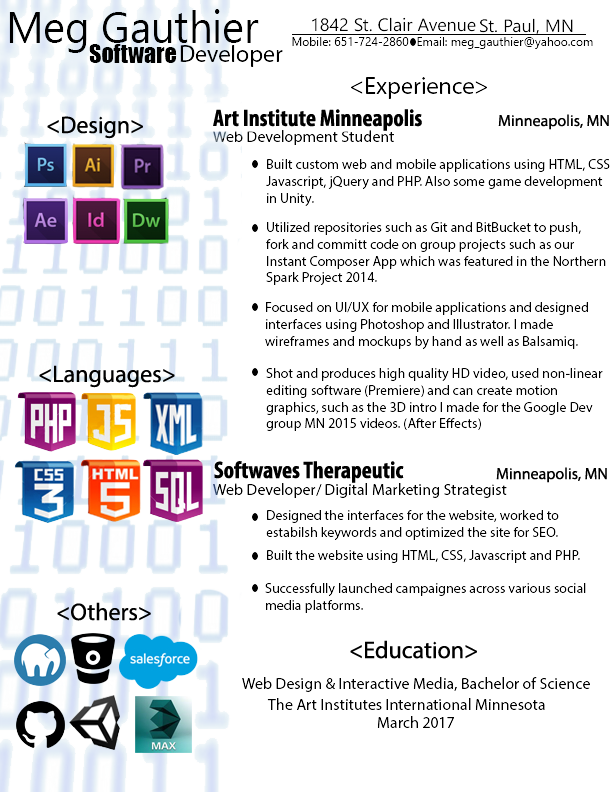 Meg Gauthier
Software Developer
1842 St. Clair Avenue St. Paul, MN
Mobile: 651-724-2860●Email: meg_gauthier@yahoo.com
<Experience>
Art Institute Minneapolis
Minneapolis, MN
Web Development Student
● Built custom web and mobile applications using HTML, CSS
Javascript, jQuery and PHP. Also some game development
in Unity.
● Utilized repositories such as Git and BitBucket to push,
fork and committ code on group projects such as our
Instant Composer App which was featured in the Northern
Spark Project 2014.
● Focused on UI/UX for mobile applications and designed
interfaces using Photoshop and Illustrator. I made
wireframes and mockups by hand as well as Balsamiq.
● Shot and produces high quality HD video, used non-linear
editing software (Premiere) and can create motion
graphics, such as the 3D intro I made for the Google Dev
group MN 2015 videos. (After Effects)
Softwaves Therapeutic
Minneapolis, MN
Web Developer/ Digital Marketing Strategist
● Designed the interfaces for the website, worked to
estabilsh keywords and optimized the site for SEO.
● Built the website using HTML, CSS, Javascript and PHP.
● Successfully launched campaignes across various social
media platforms.
<Education>
Web Design & Interactive Media, Bachelor of Science
The Art Institutes International Minnesota
March 2017
<Design>
Ps Ai Pr
Ae Id Dw
<Languages>
PHP JS XML
CSS 3 HTML 5 SQL
<Others>
salesforce
MAX